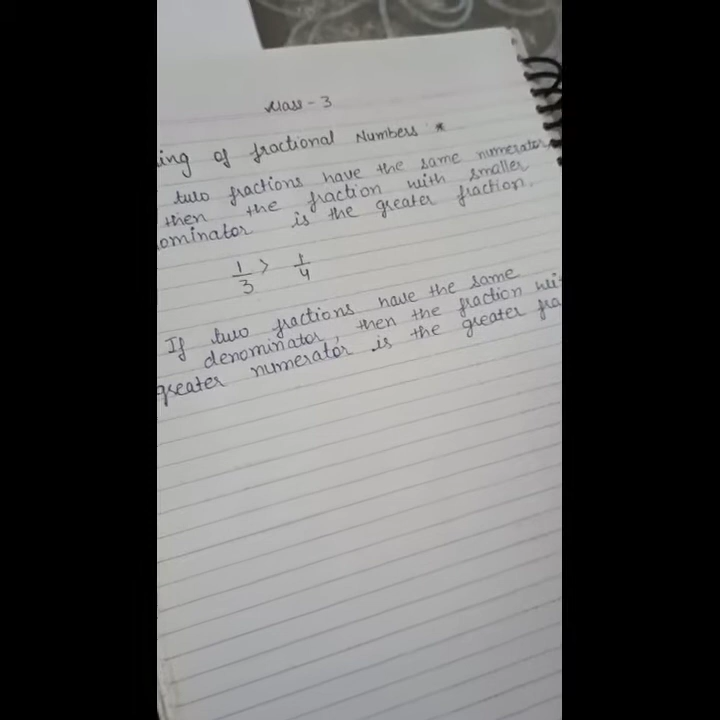 Class - 3
ing of fractional Numbers *
two fractions have the same numerator,
then the fraction with smaller
ominator is the greater fraction.
1/3 > 1/4
If two fractions have the same
denominator, then the fraction wi
greater numerator is the greater fra